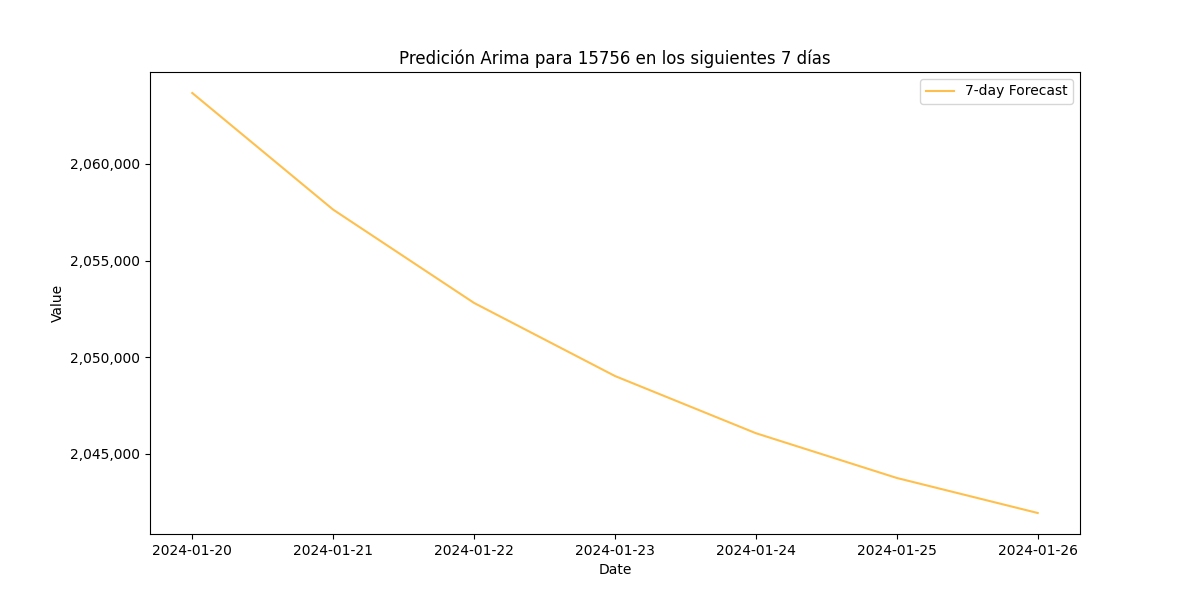 Predición Arima para 15756 en los siguientes 7 días
7-day Forecast
Value
2,060,000
2,055,000
2,050,000
2,045,000
2024-01-20 2024-01-21 2024-01-22 2024-01-23 2024-01-24 2024-01-25 2024-01-26
Date